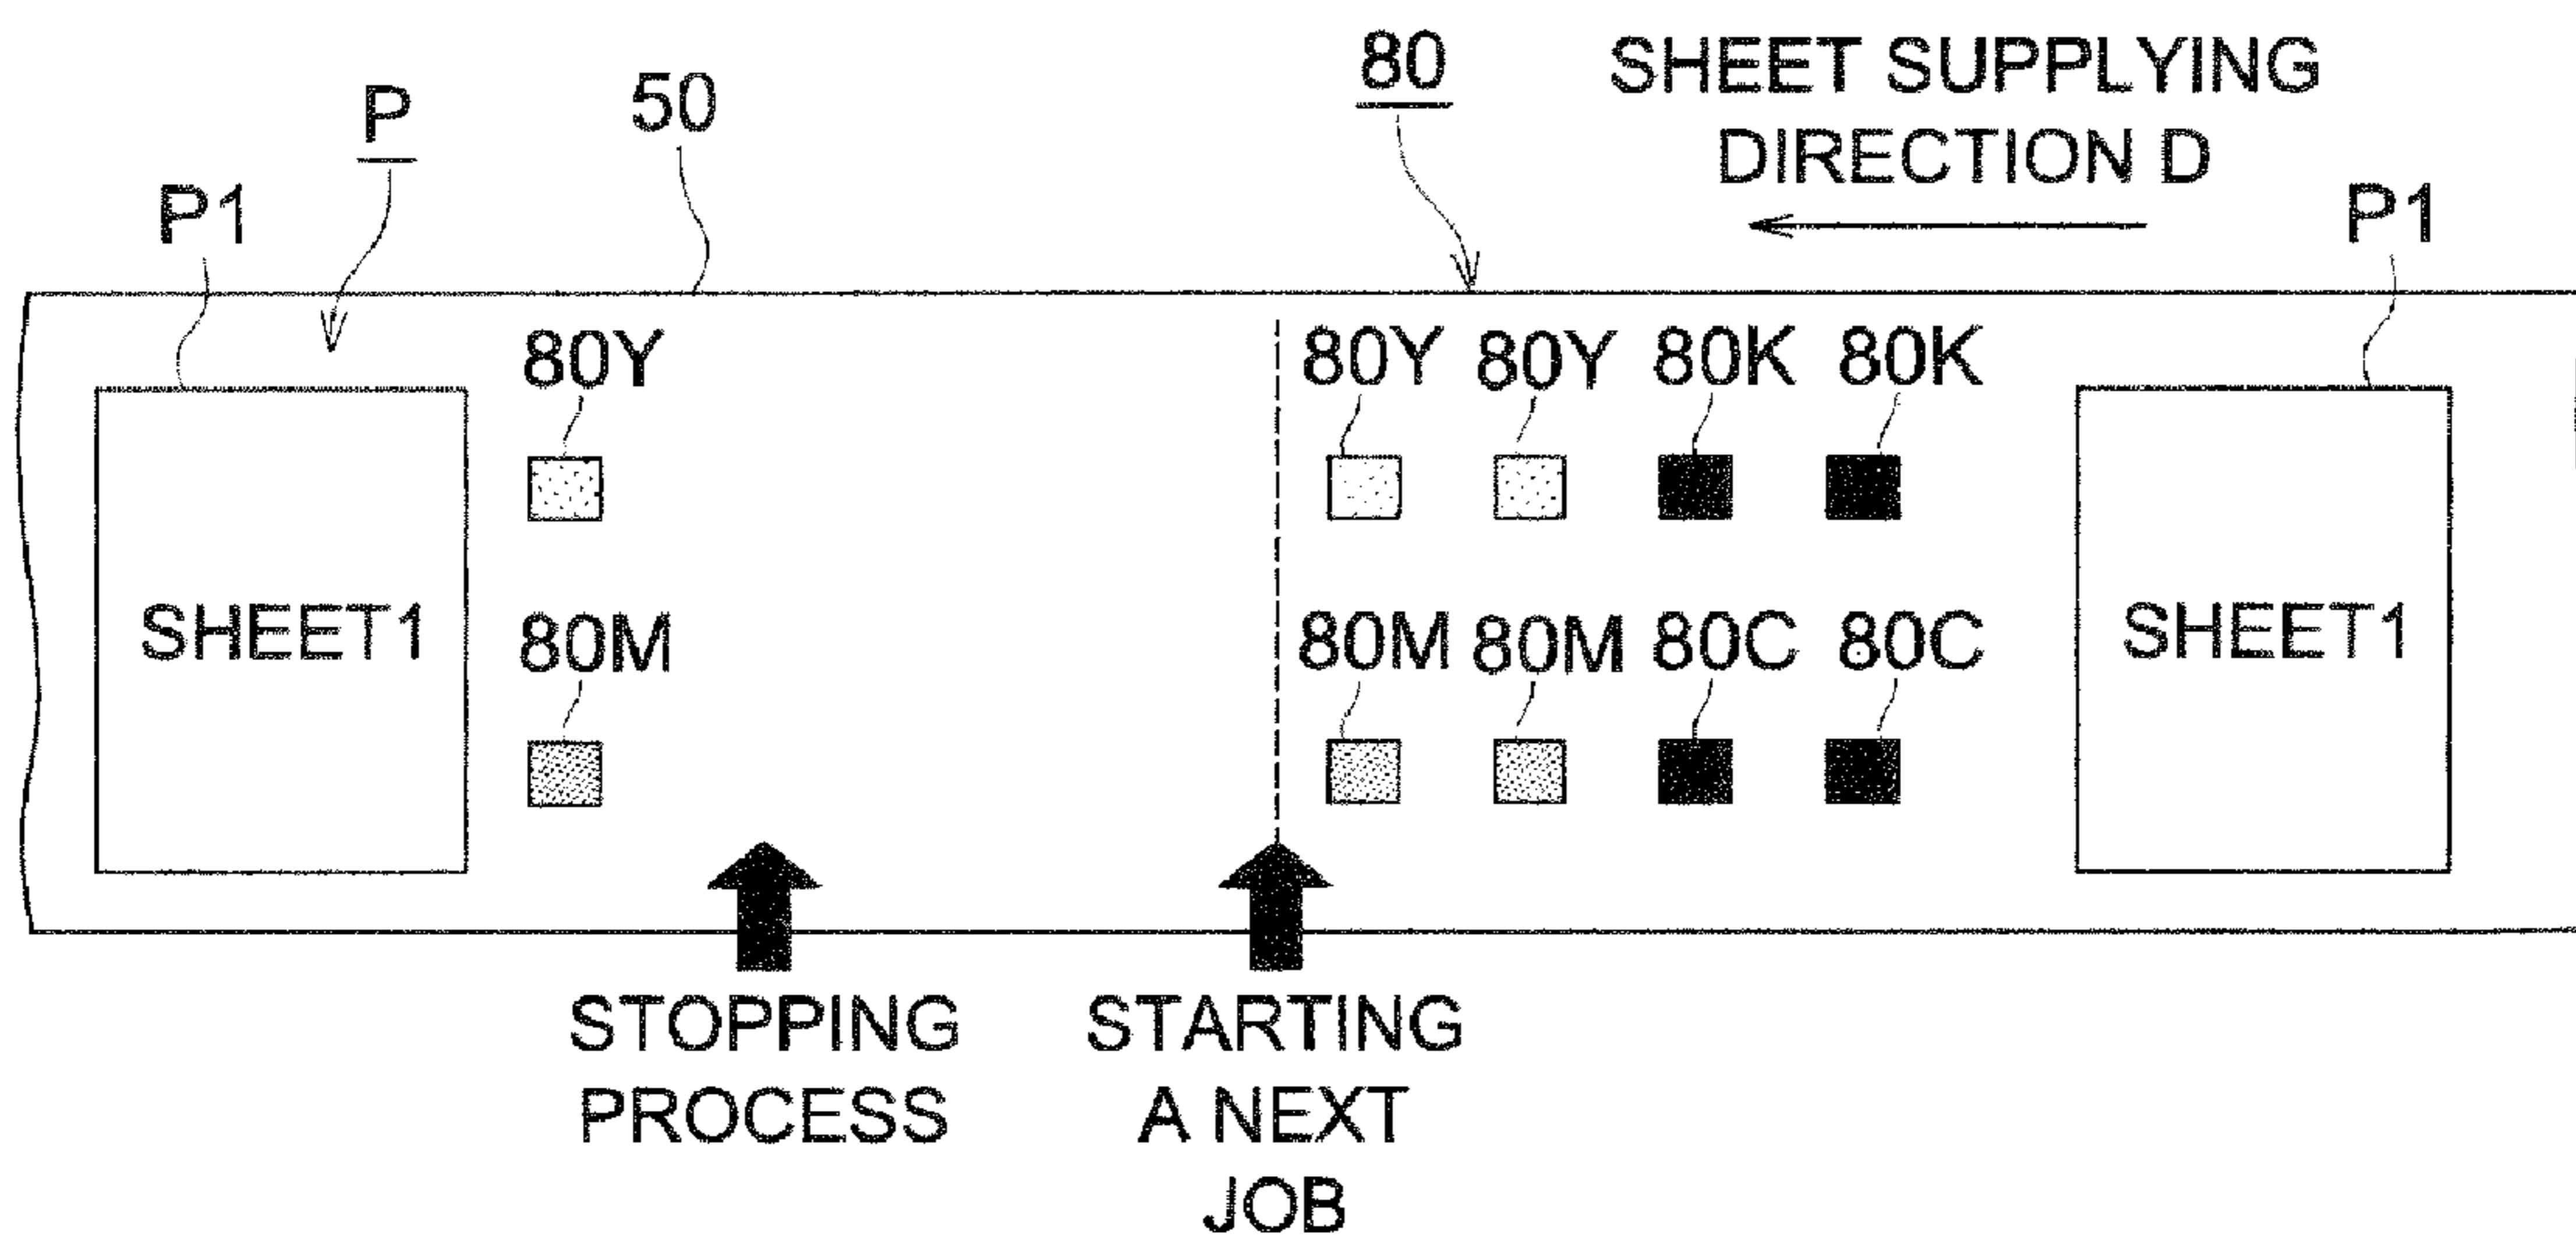 80
SHEET SUPPLYING
DIRECTION D
50
P
P1
P1
80Y
80Y
80Y
80K
80K
SHEET1
80M
80M
80M
80C
80C
SHEET1
STOPPING
PROCESS
STARTING
A NEXT
JOB